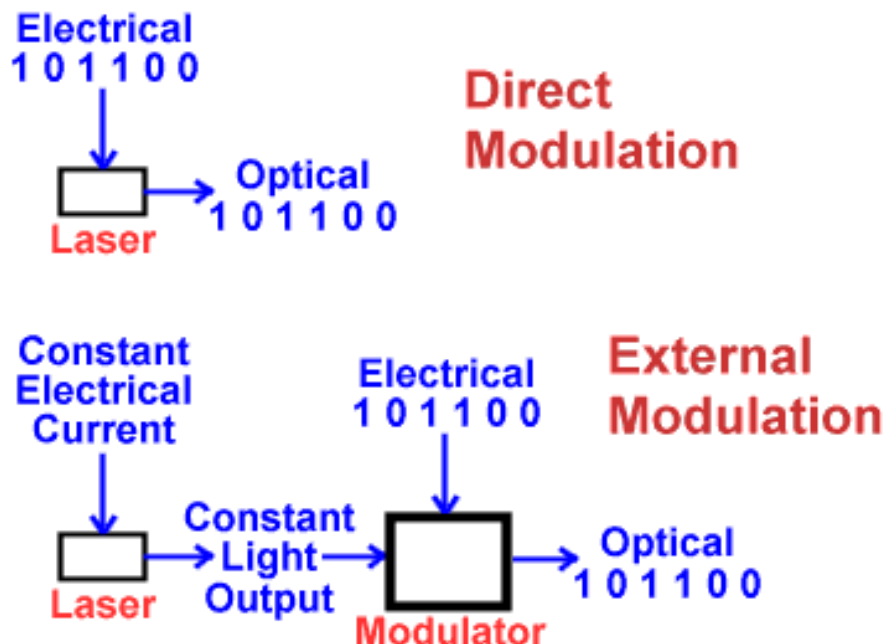 Electrical
1 0 1 1 0 0
Direct
Modulation
Optical
1 0 1 1 0 0
Laser
Constant
Electrical
Current
Electrical
1 0 1 1 0 0
External
Modulation
Constant
Light
Output
Optical
1 0 1 1 0 0
Laser
Modulator